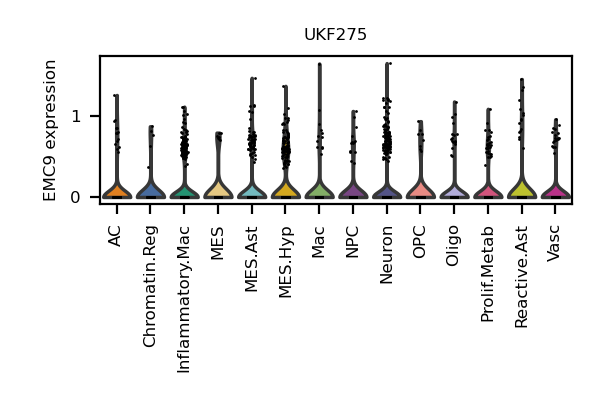 UKF275
EMC9 expression
1
0
AC
Chromatin.Reg
Inflammatory.Mac
MES
MES.Ast
MES.Hyp
Mac
NPC
Neuron
OPC
Oligo
Prolif.Metab
Reactive.Ast
Vasc